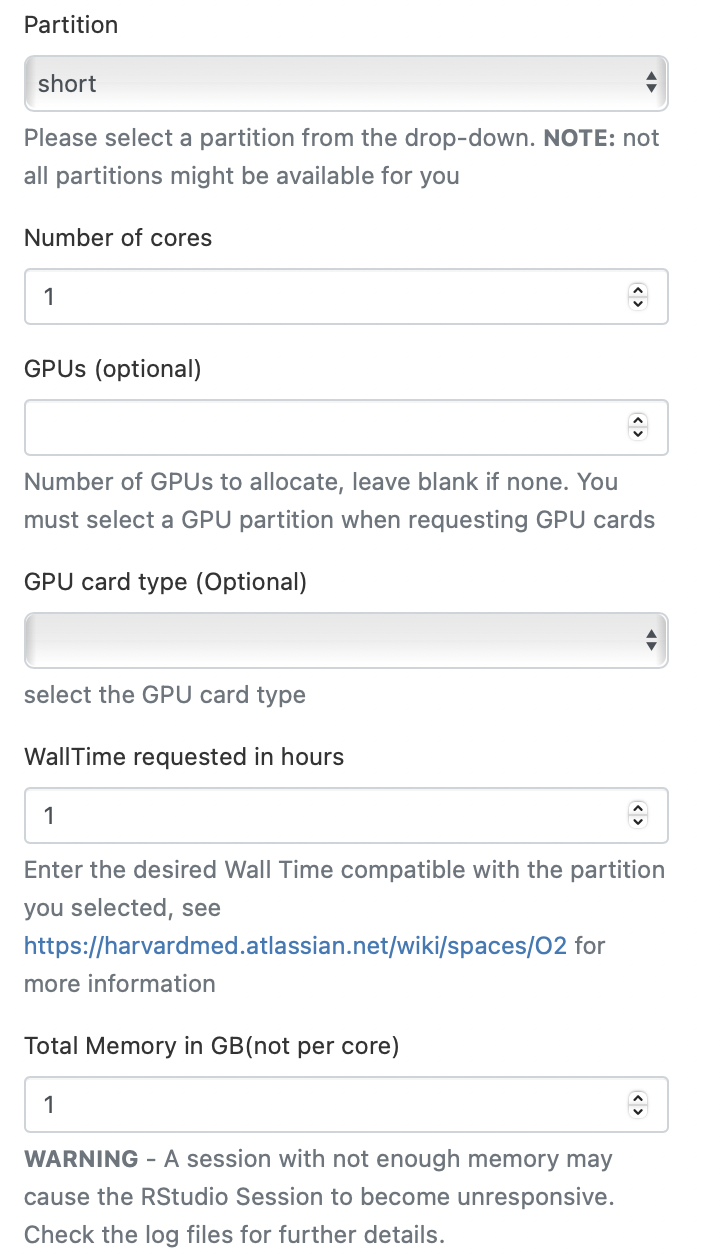 Partition
short
Please select a partition from the drop-down. NOTE: not
all partitions might be available for you
Number of cores
1
GPUs (optional)
Number of GPUs to allocate, leave blank if none. You
must select a GPU partition when requesting GPU cards
GPU card type (Optional)
select the GPU card type
WallTime requested in hours
1
Enter the desired Wall Time compatible with the partition
you selected, see
https://harvardmed.atlassian.net/wiki/spaces/O2 for
more information
Total Memory in GB(not per core)
1
WARNING - A session with not enough memory may
cause the RStudio Session to become unresponsive.
Check the log files for further details.